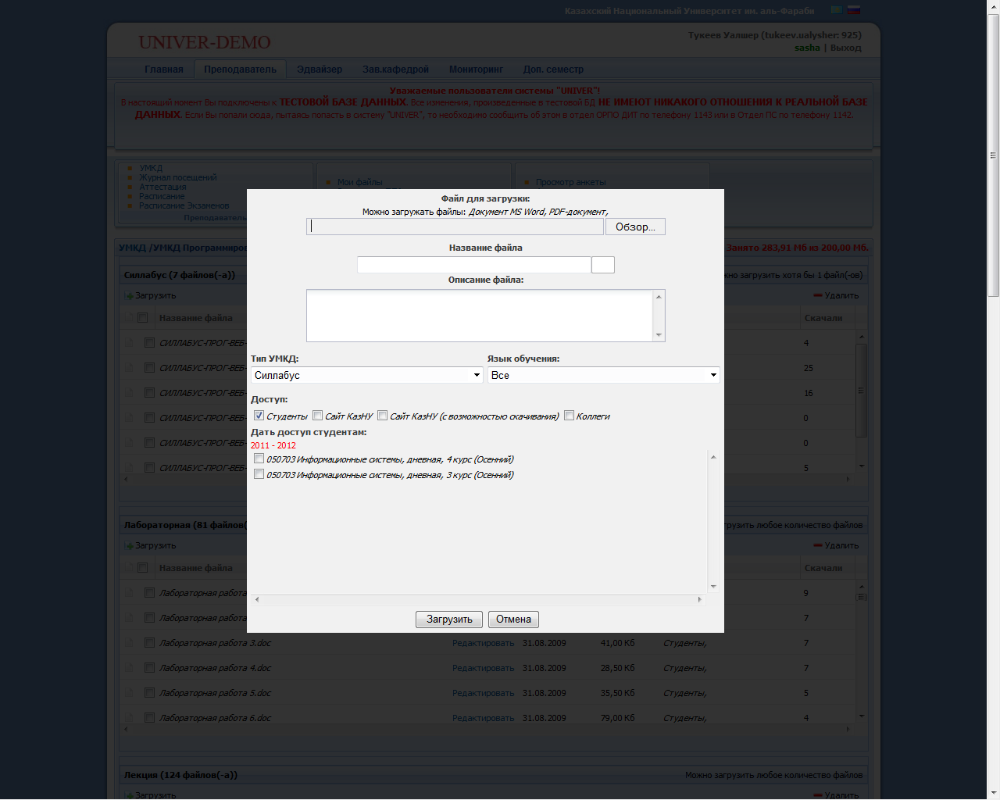 Казахский Национальный Университет им. аль-Фараби
UNIVER-DEMO
Тукеев Уалшер (tukeev.ualysher: 925)
sasha | Выход
Главная Преподаватель Эдвайзер Зав.кафедрой Мониторинг Доп. семестр
Уважаемые пользователи системы "UNIVER"!
В настоящий момент Вы подключены к ТЕСТОВОЙ БАЗЕ ДАННЫХ. Все изменения, произведенные в тестовой БД НЕ ИМЕЮТ НИКАКОГО ОТНОШЕНИЯ К РЕАЛЬНОЙ БАЗЕ
ДАННЫХ. Если Вы попали сюда, пытаясь попасть в систему "UNIVER", то необходимо сообщить об этом в отдел ОРПО ДИТ по телефону 1143 или в Отдел ПС по телефону 1142.
УМКД
Журнал посещений
Аттестация
Расписание
Расписание Экзаменов
Преподаватель
Мои файлы
Просмотр анкеты
УМКД /УМКД Программиров
Занято 283,91 Мб из 200,00 Мб.
Силлабус (7 файлов(-а))
жно загрузить хотя бы 1 файл(-ов)
Загрузить Удалить
Название файла Скачали
СИЛЛАБУС-ПРОГ-ВЕБ- 4
СИЛЛАБУС-ПРОГ-ВЕБ- 25
СИЛЛАБУС-ПРОГ-ВЕБ- 16
СИЛЛАБУС-ПРОГ-ВЕБ- 0
СИЛЛАБУС-ПРОГ-ВЕБ- 0
СИЛЛАБУС-ПРОГ-ВЕБ- 5
Файл для загрузки:
Можно загружать файлы: Документ MS Word, PDF-документ,
Обзор...
Название файла
Описание файла:
Тип УМКД: Язык обучения:
Силлабус Все
Доступ:
Студенты Сайт КазНУ Сайт КазНУ (с возможностью скачивания) Коллеги
Дать доступ студентам:
2011 - 2012
050703 Информационные системы, дневная, 4 курс (Осенний)
050703 Информационные системы, дневная, 3 курс (Осенний)
Загрузить Отмена
Лабораторная (81 файлов(
грузить любое количество файлов
Загрузить Удалить
Название файла Скачали
Лабораторная работа 9
Лабораторная работа 7
Лабораторная работа 3.doc Редактировать 31.08.2009 41,00 Кб Студенты, 7
Лабораторная работа 4.doc Редактировать 31.08.2009 28,50 Кб Студенты, 7
Лабораторная работа 5.doc Редактировать 31.08.2009 35,50 Кб Студенты, 5
Лабораторная работа 6.doc Редактировать 31.08.2009 79,00 Кб Студенты, 4
Лекция (124 файлов(-а)) Можно загрузить любое количество файлов
Загрузить Удалить